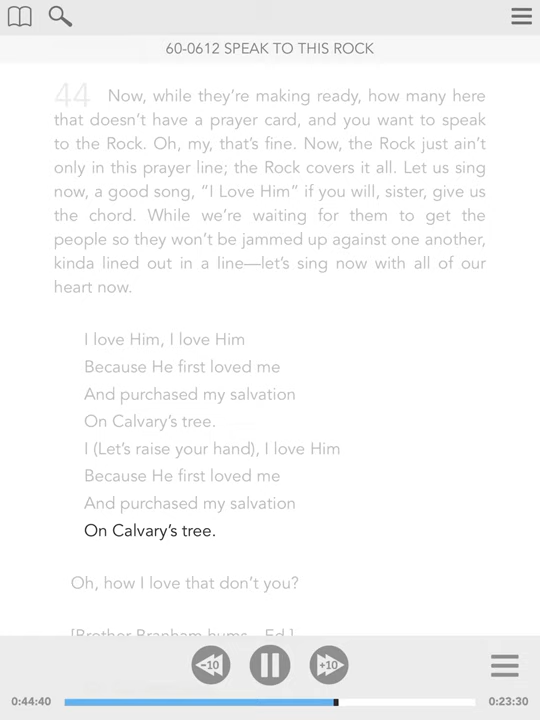 60-0612 SPEAK TO THIS ROCK
44 Now, while they’re making ready, how many here
that doesn’t have a prayer card, and you want to speak
to the Rock. Oh, my, that’s fine. Now, the Rock just ain’t
only in this prayer line; the Rock covers it all. Let us sing
now, a good song, “I Love Him” if you will, sister, give us
the chord. While we’re waiting for them to get the
people so they won’t be jammed up against one another,
kinda lined out in a line—let’s sing now with all of our
heart now.
I love Him, I love Him
Because He first loved me
And purchased my salvation
On Calvary’s tree.
I (Let’s raise your hand), I love Him
Because He first loved me
And purchased my salvation
On Calvary’s tree.
Oh, how I love that don’t you?
[Brother Branham hums—Ed.]
-10 +10
0:44:40 0:23:30